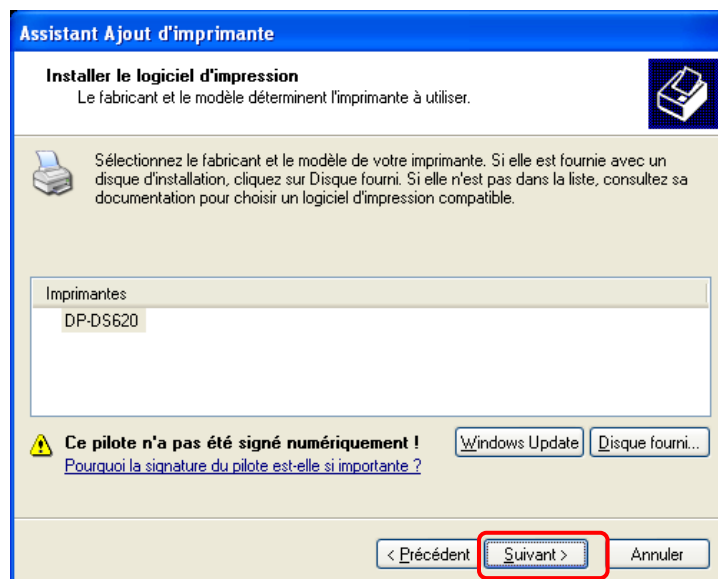 Assistant Ajout d'imprimante
Installer le logiciel d'impression
Le fabricant et le modèle déterminent l'imprimante à utiliser.
Sélectionnez le fabricant et le modèle de votre imprimante. Si elle est fournie avec un
disque d'installation, cliquez sur Disque fourni. Si elle n'est pas dans la liste, consultez sa
documentation pour choisir un logiciel d'impression compatible.
Imprimantes
DP-DS620
Ce pilote n'a pas été signé numériquement !
Windows Update
Disque fourni...
Pourquoi la signature du pilote est-elle si importante ?
< Précédent
Suivant >
Annuler